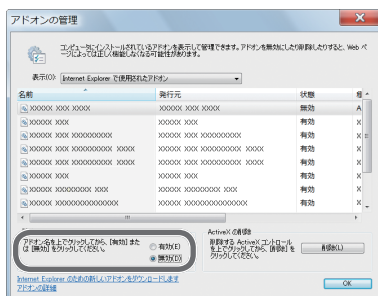 アドオンの管理
コンピュータにインストールされているアドオンを表示して管理できます。アドオンを無効にしたり削除したりすると、Web ペ
ージによっては正しく機能しなくなる可能性があります。
表示(O): Internet Explorer で使用されたアドオン
名前 発行元 状態
XXXXX XXX XXXX XXXXX XXX XXXX 無効 A
XXXXX XXX XXXXX XXX 有効 X
XXXXX XXX XXXXXXXXX XXXXX XXX XXXXXXXXX 有効 X
XXXXX XXX XXXXXXXXX XXXX XXXXX XXX XXXXXXXXX XXXX 有効 X
XXXXX XXX XXXXX XXX 有効 X
XXXXX XXXXXXXX XXX XXXXX XXXXXXXX XXX 有効 X
XXXXX XXXXXXXXXXXXX XXXXX XXXXXXXXXXXXX 有効 X
アドオン名を上でクリックしてから、[有効] また
は [無効] をクリックしてください。
有効(E)
無効(D)
ActiveX の削除
削除する ActiveX コントロール
を上でクリックしてから、[削除] を
クリックしてください。
削除(L)
Internet Explorer のための新しいアドオンをダウンロードします
アドオンの詳細
OK